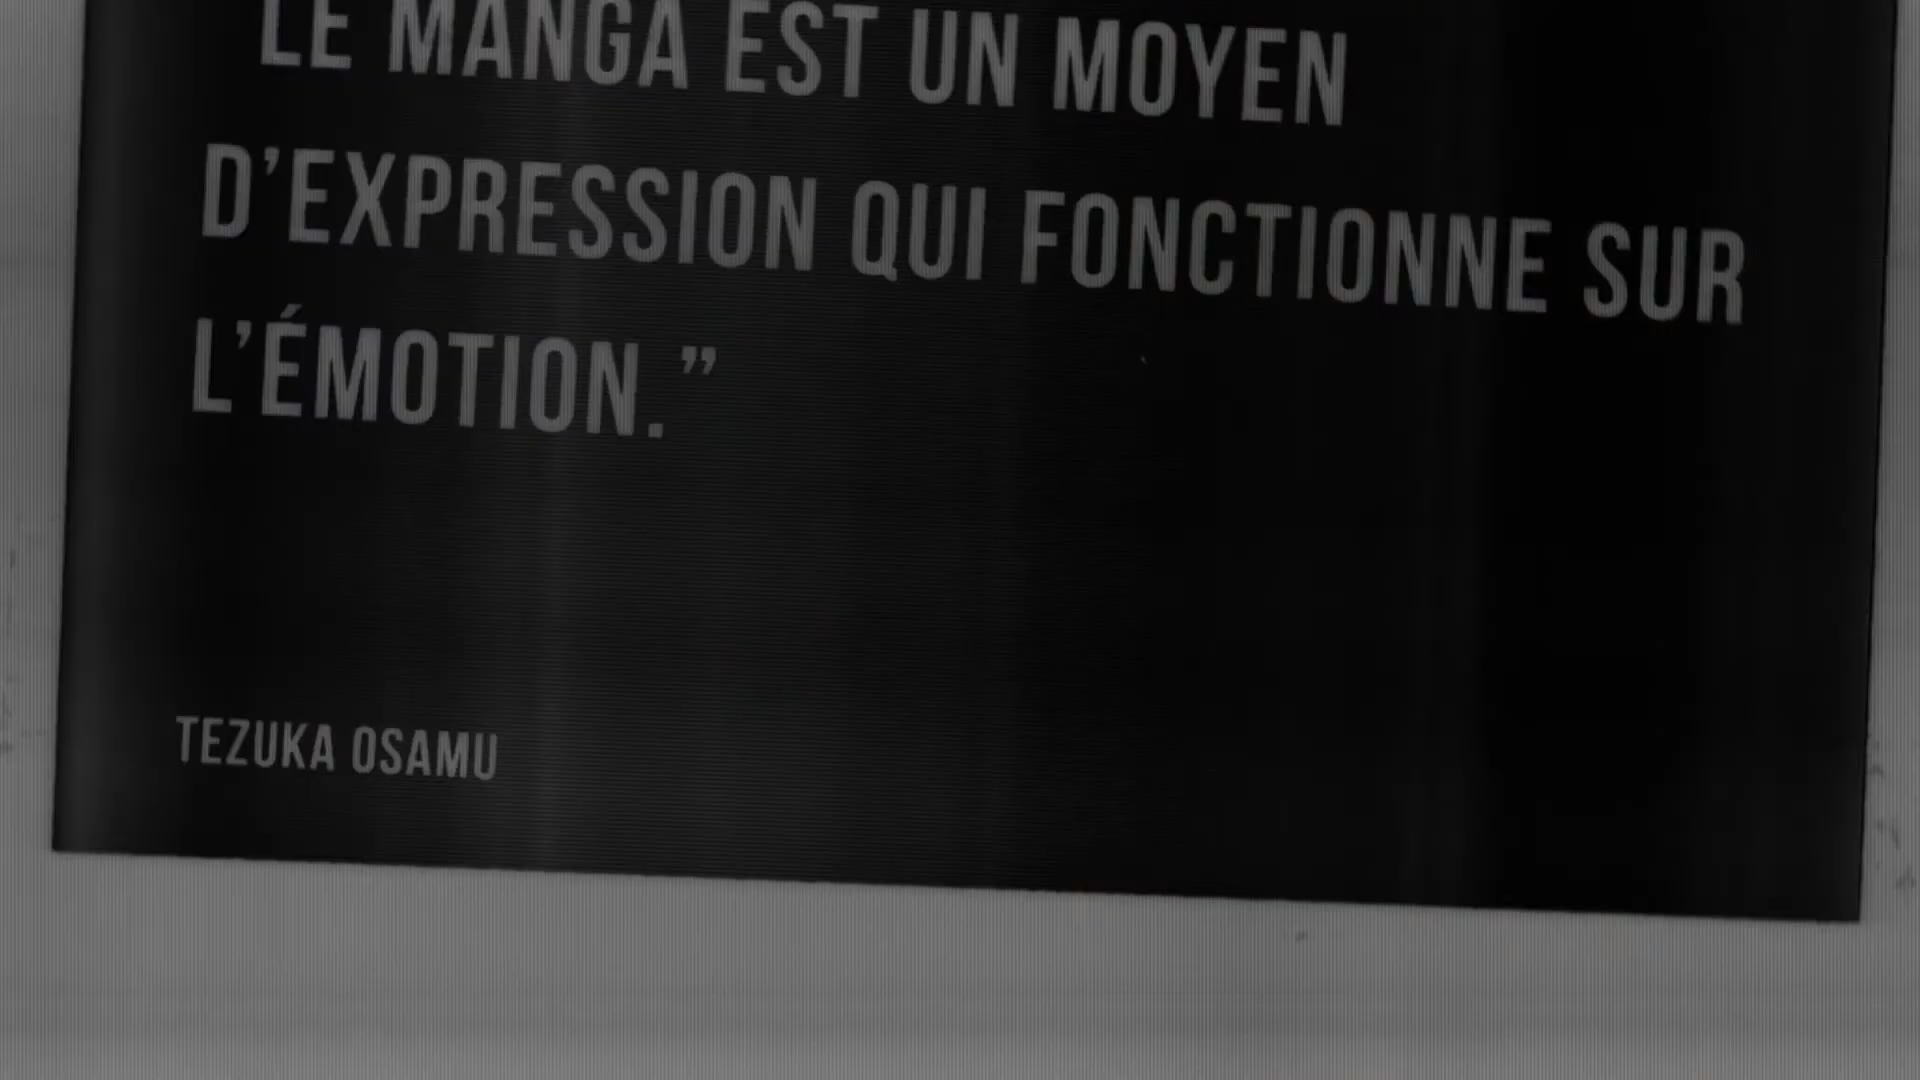 LE MANGA EST UN MOYEN
D’EXPRESSION QUI FONCTIONNE SUR
L’ÉMOTION.”
TEZUKA OSAMU